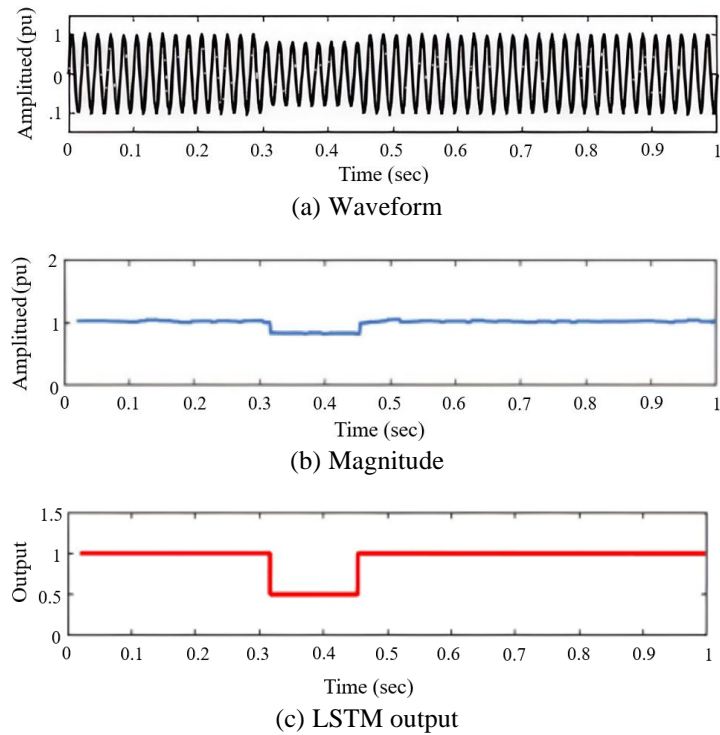 Amplitued (pu)
1
0
.1
0 0.1 0.2 0.3 0.4 0.5 0.6 0.7 0.8 0.9 1
Time (sec)
(a) Waveform
Amplitued (pu)
2
1
0
0 0.1 0.2 0.3 0.4 0.5 0.6 0.7 0.8 0.9 1
Time (sec)
(b) Magnitude
Output
1.5
1
0.5
0
0 0.1 0.2 0.3 0.4 0.5 0.6 0.7 0.8 0.9 1
Time (sec)
(c) LSTM output